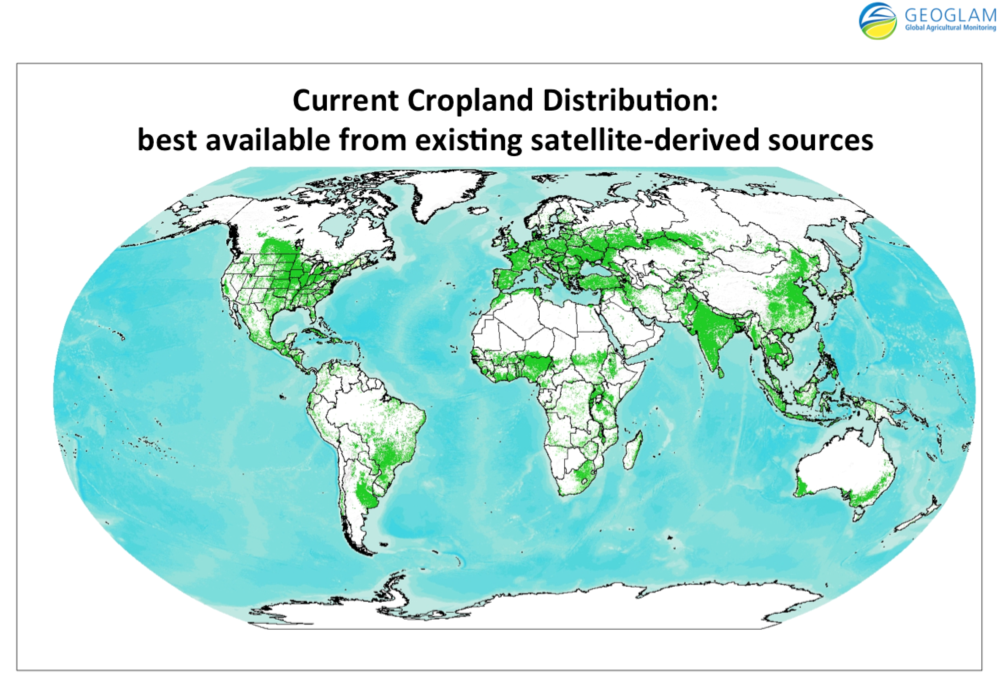 GEOGLAM
Global Agricultural Monitoring
Current Cropland Distribution:
best available from existing satellite-derived sources